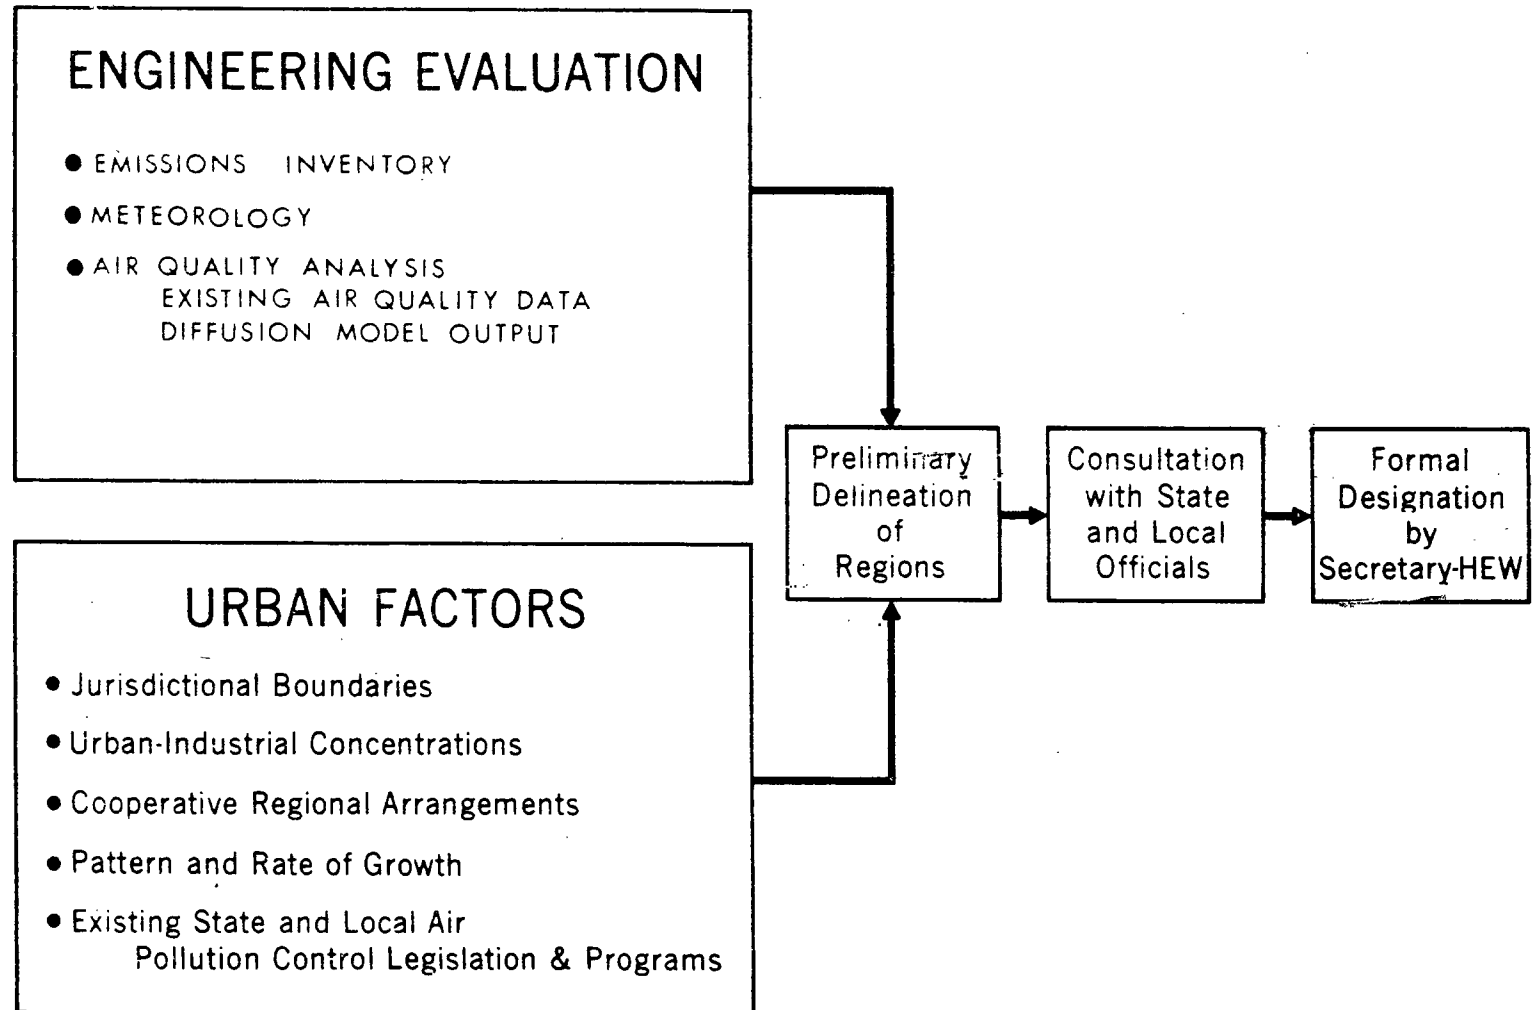 ENGINEERING EVALUATION
● EMISSIONS INVENTORY
● METEOROLOGY
● AIR QUALITY ANALYSIS
EXISTING AIR QUALITY DATA
DIFFUSION MODEL OUTPUT
URBAN FACTORS
● Jurisdictional Boundaries
● Urban-Industrial Concentrations
● Cooperative Regional Arrangements
● Pattern and Rate of Growth
● Existing State and Local Air
Pollution Control Legislation & Programs
Preliminary
Delineation
of
Regions
Consultation
with State
and Local
Officials
Formal
Designation
by
Secretary-HEW